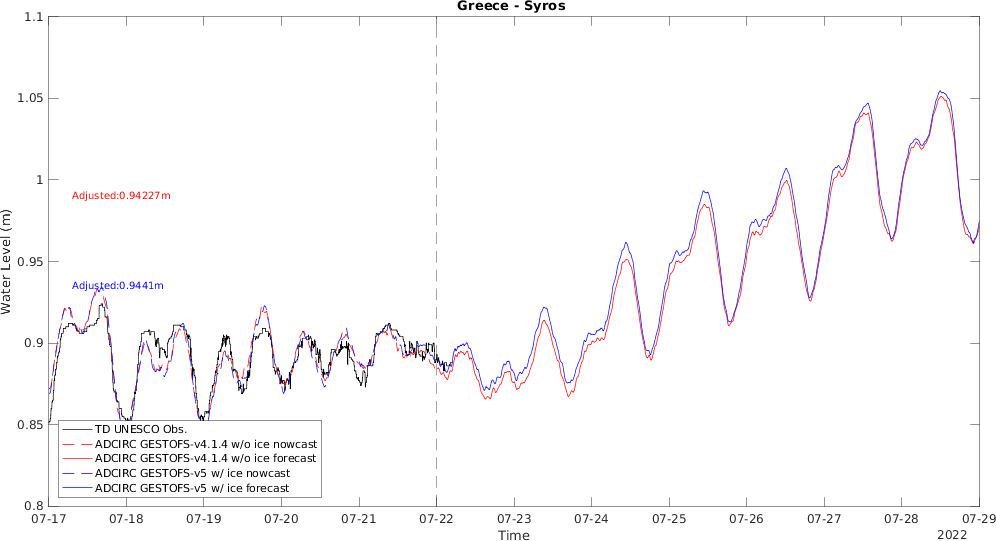 Greece - Syros
1.1
1.05
1
0.95
0.9
0.85
0.8
Water Level (m)
Adjusted:0.94227m
Adjusted:0.9441m
TD UNESCO Obs.
ADCIRC GESTOFS-v4.1.4 w/o ice nowcast
ADCIRC GESTOFS-v4.1.4 w/o ice forecast
ADCIRC GESTOFS-v5 w/ ice nowcast
ADCIRC GESTOFS-v5 w/ ice forecast
07-17 07-18 07-19 07-20 07-21 07-22 07-23 07-24 07-25 07-26 07-27 07-28 07-29
Time
2022